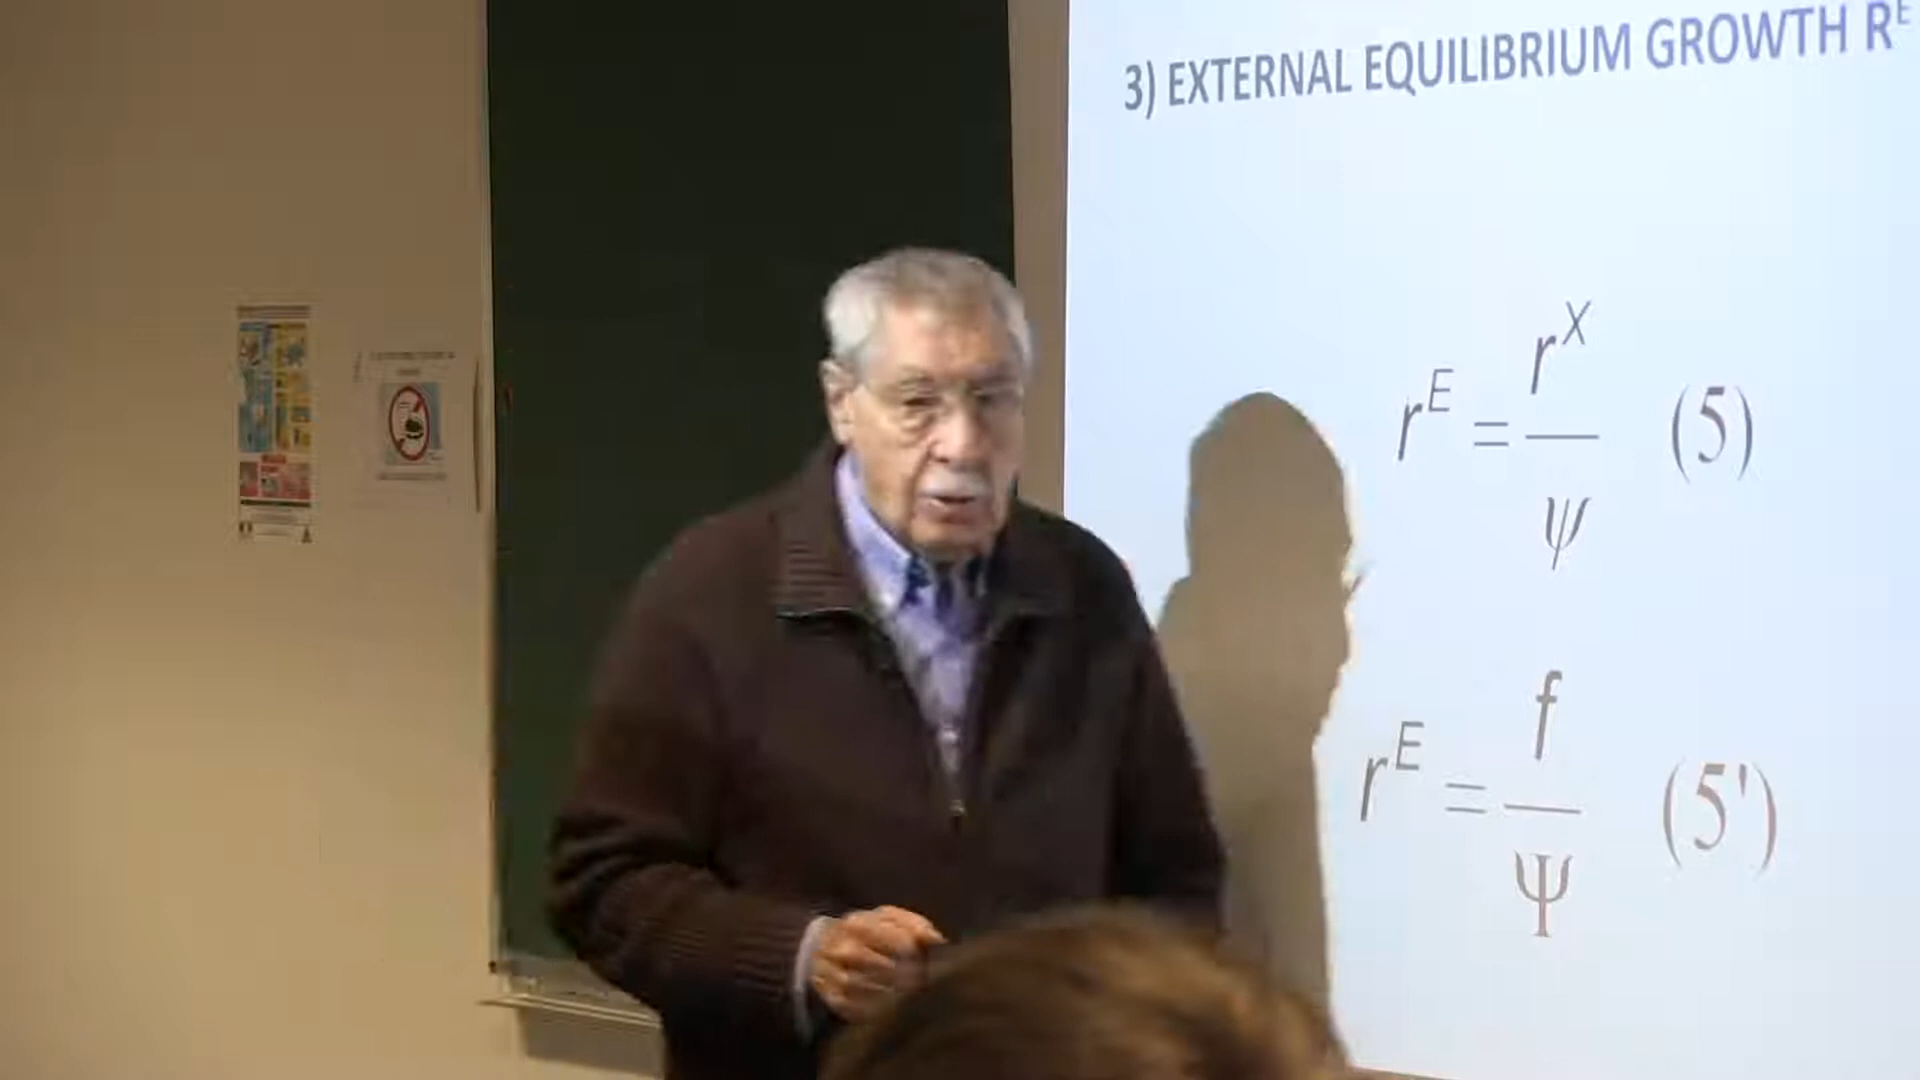 3) EXTERNAL EQUILIBRIUM GROWTH R^E
r^E = r^X / ψ (5)
r^E = f / Ψ (5')